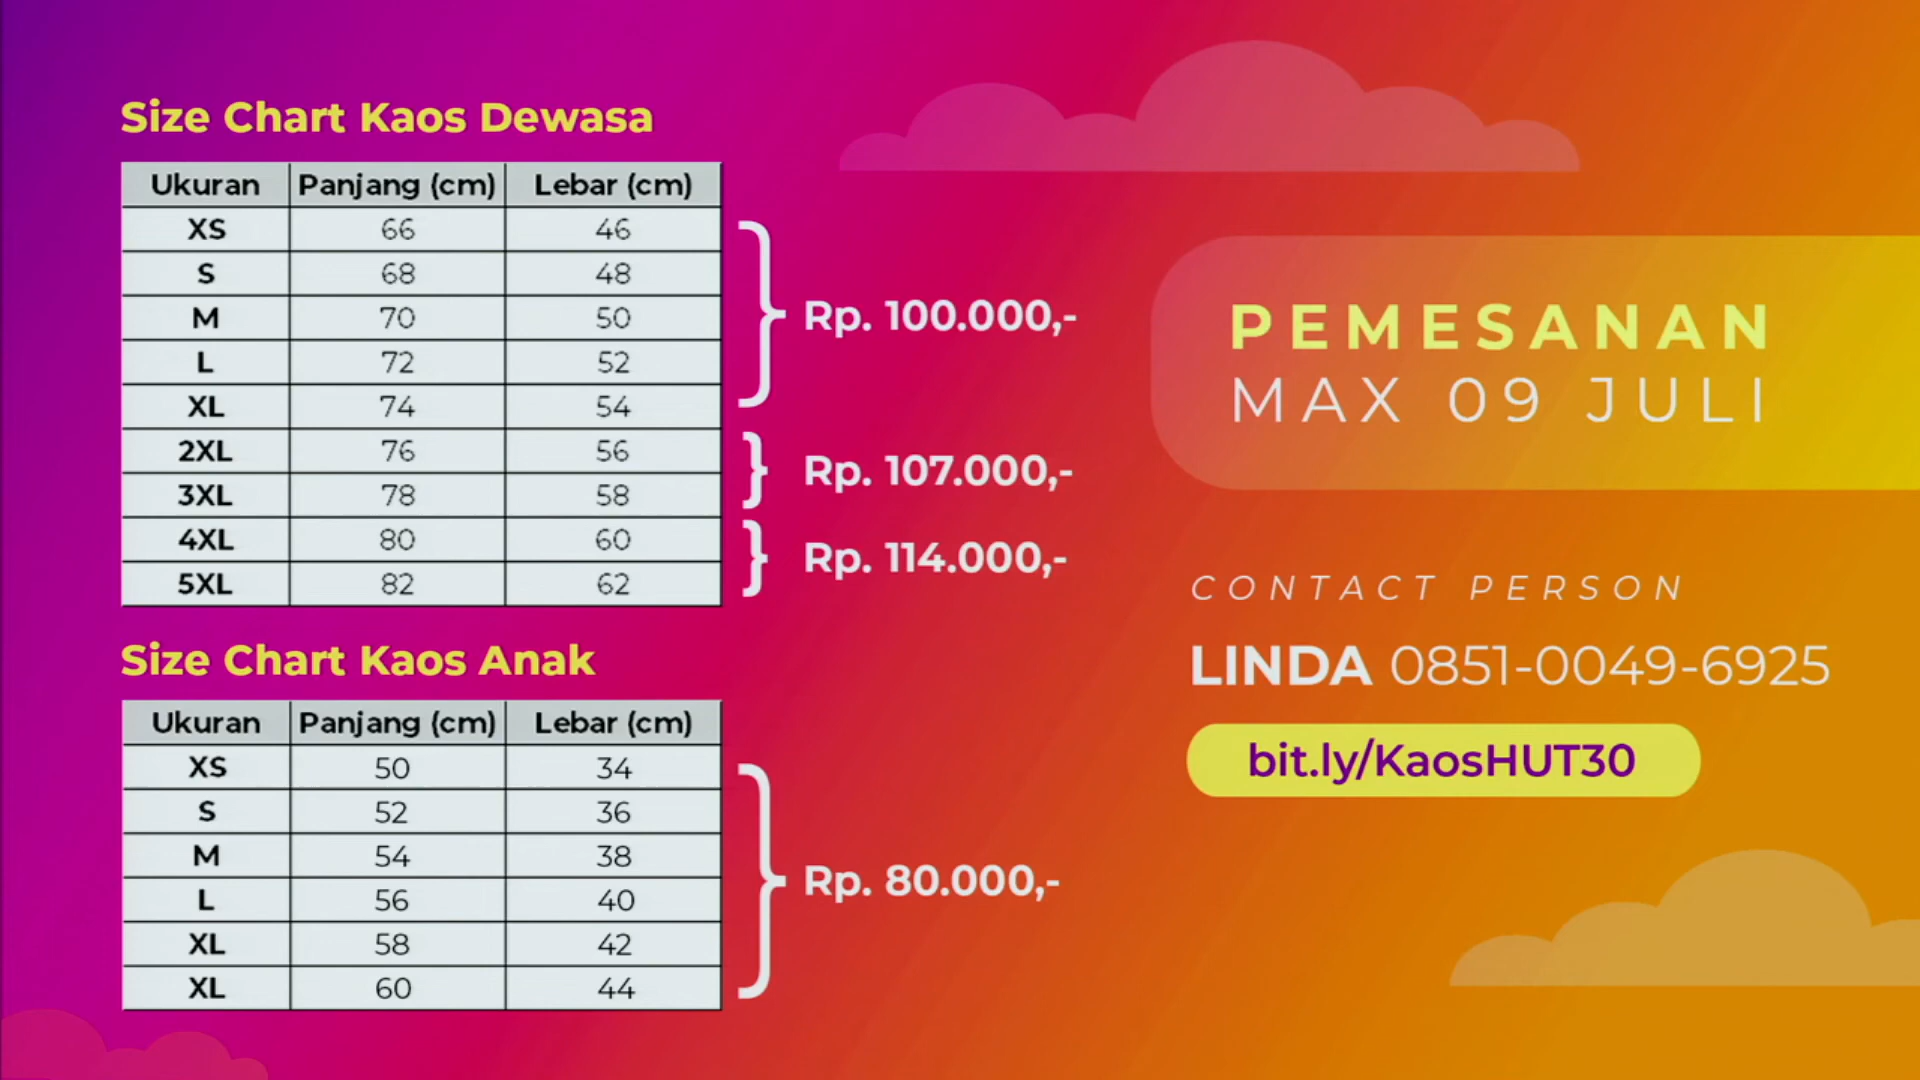 Size Chart Kaos Dewasa
Ukuran Panjang (cm) Lebar (cm)
XS 66 46
S 68 48
M 70 50
L 72 52
XL 74 54
2XL 76 56
3XL 78 58
4XL 80 60
5XL 82 62
Rp. 100.000,-
Rp. 107.000,-
Rp. 114.000,-
Size Chart Kaos Anak
Ukuran Panjang (cm) Lebar (cm)
XS 50 34
S 52 36
M 54 38
L 56 40
XL 58 42
XL 60 44
Rp. 80.000,-
PEMESANAN
MAX 09 JULI
CONTACT PERSON
LINDA 0851-0049-6925
bit.ly/KaosHUT30